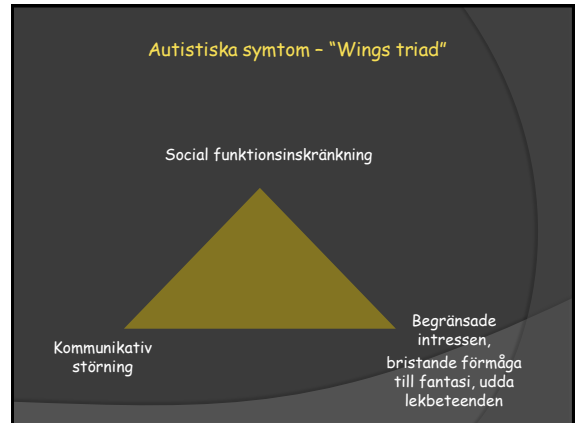 Autistiska symtom – “Wings triad”
Social funktionsinskränkning
Kommunikativ
störning
Begränsade
intressen,
bristande förmåga
till fantasi, udda
lekbeteenden